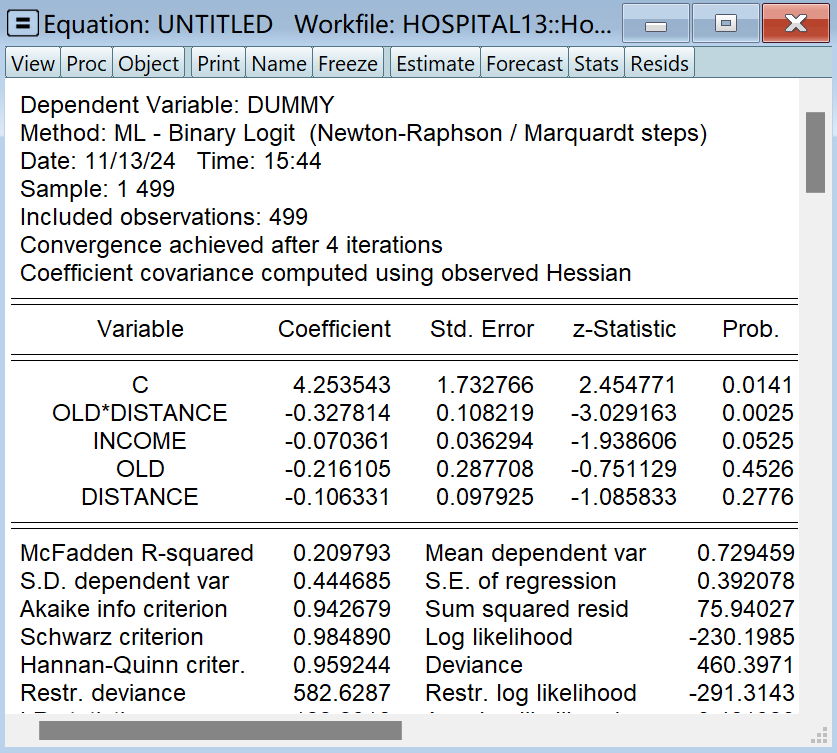 Equation: UNTITLED Workfile: HOSPITAL13::Ho...
View Proc Object Print Name Freeze Estimate Forecast Stats Resids
Dependent Variable: DUMMY
Method: ML - Binary Logit (Newton-Raphson / Marquardt steps)
Date: 11/13/24 Time: 15:44
Sample: 1 499
Included observations: 499
Convergence achieved after 4 iterations
Coefficient covariance computed using observed Hessian
Variable Coefficient Std. Error z-Statistic Prob.
C 4.253543 1.732766 2.454771 0.0141
OLD*DISTANCE -0.327814 0.108219 -3.029163 0.0025
INCOME -0.070361 0.036294 -1.938606 0.0525
OLD -0.216105 0.287708 -0.751129 0.4526
DISTANCE -0.106331 0.097925 -1.085833 0.2776
McFadden R-squared 0.209793 Mean dependent var 0.729459
S.D. dependent var 0.444685 S.E. of regression 0.392078
Akaike info criterion 0.942679 Sum squared resid 75.94027
Schwarz criterion 0.984890 Log likelihood -230.1985
Hannan-Quinn criter. 0.959244 Deviance 460.3971
Restr. deviance 582.6287 Restr. log likelihood -291.3143